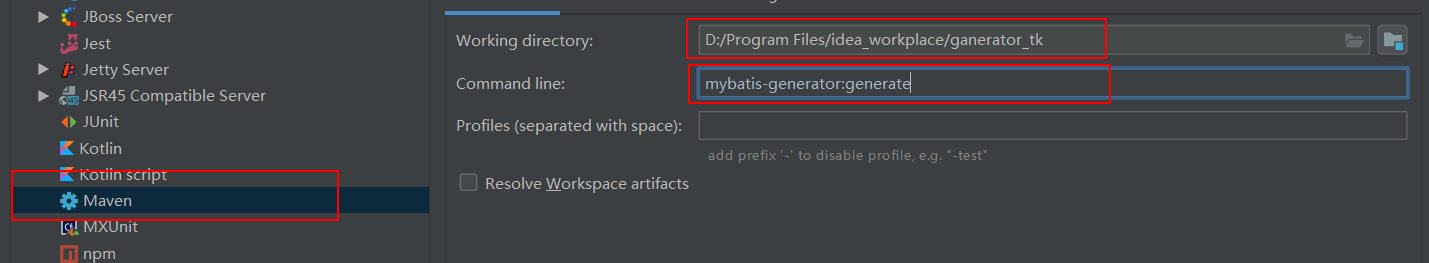 JBoss Server
Jest
Jetty Server
JSR45 Compatible Server
JUnit
Kotlin
Kotlin script
Maven
MXUnit
npm
Working directory:
D:/Program Files/idea_workplace/ganerator_tk
Command line:
mybatis-generator:generate
Profiles (separated with space):
add prefix '-' to disable profile, e.g. "-test"
Resolve Workspace artifacts